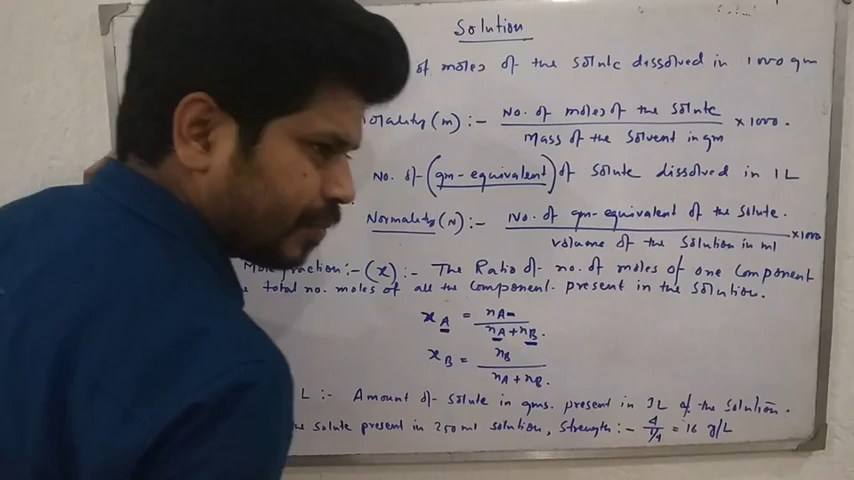 Solution
of moles of the solute dissolved in 1000 gm
(m) :- No. of moles of the solute
Mass of the solvent in gm
×1000.
No. of (gm-equivalent) of solute dissolved in 1L
Normality (N) :- No. of gm-equivalent of the solute.
volume of the solution in ml
×1000
Mole fraction :- (x) :- The Ratio of no. of moles of one component
total no. moles of all the component present in the solution.
x A = nA
nA + nB.
x B = nB
nA + nB.
L :- Amount of solute in gms. present in 1L of the solution.
solute present in 250 ml solution, strength :- 4
1/4
= 16 g/L